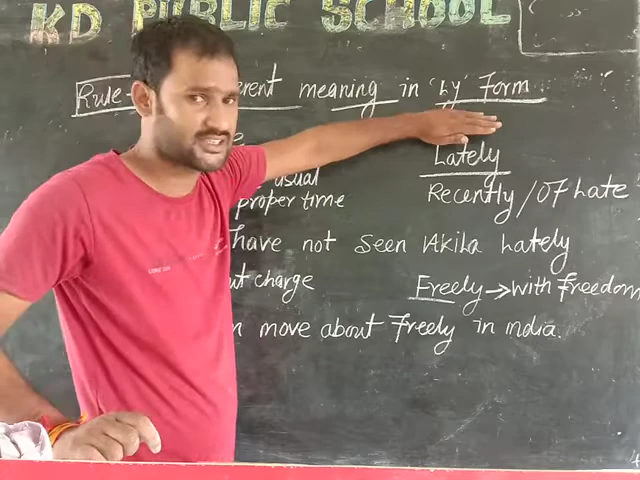 KD PUBLIC SCHOOL
Rule- erent meaning in 'Ly' Form
Lately
usual
proper time Recently / Of Late
have not seen Akila Lately
ut charge Freely → with freedom
n move about Freely in india.